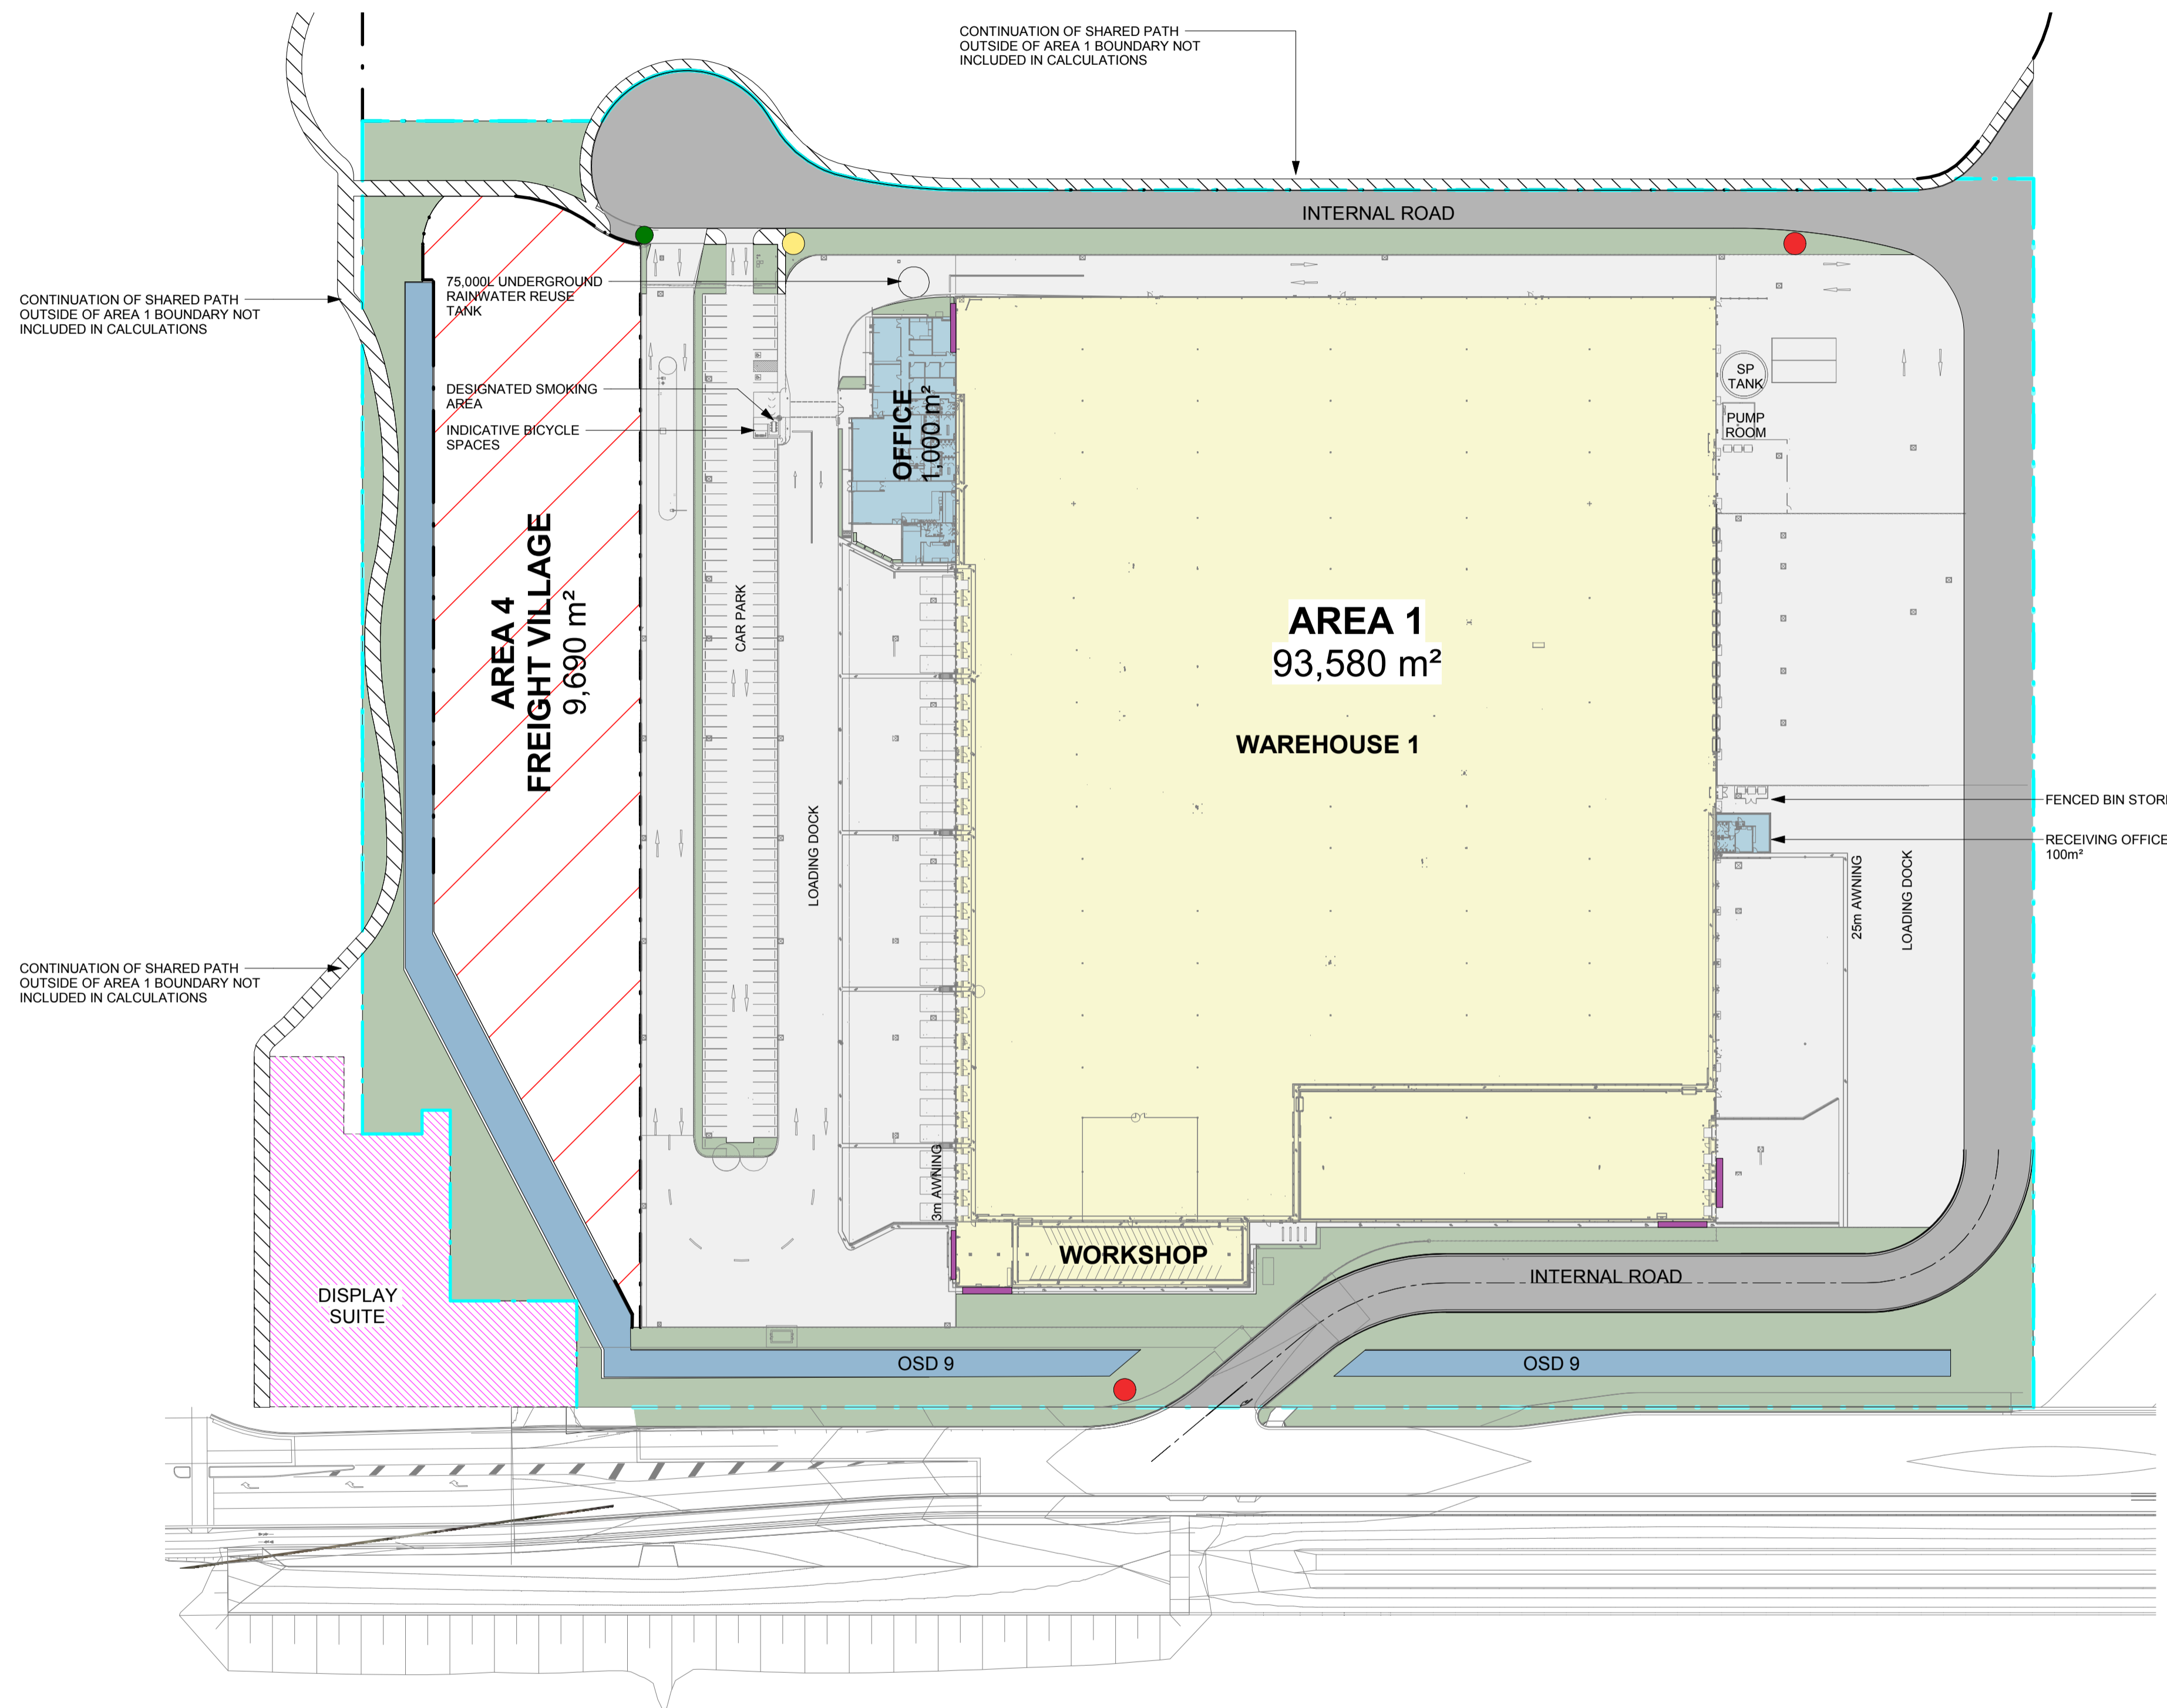 CONTINUATION OF SHARED PATH
OUTSIDE OF AREA 1 BOUNDARY NOT
INCLUDED IN CALCULATIONS
INTERNAL ROAD
75,000L UNDERGROUND
RAINWATER REUSE
TANK
CONTINUATION OF SHARED PATH
OUTSIDE OF AREA 1 BOUNDARY NOT
INCLUDED IN CALCULATIONS
DESIGNATED SMOKING
AREA
INDICATIVE BICYCLE
SPACES
OFFICE
1,000 m²
SP
TANK
PUMP
ROOM
AREA 4
FREIGHT VILLAGE
9,690 m²
CAR PARK
AREA 1
93,580 m²
WAREHOUSE 1
LOADING DOCK
FENCED BIN STOR
RECEIVING OFFICE
100m²
25m AWNING
LOADING DOCK
CONTINUATION OF SHARED PATH
OUTSIDE OF AREA 1 BOUNDARY NOT
INCLUDED IN CALCULATIONS
3m AWNING
WORKSHOP
INTERNAL ROAD
DISPLAY
SUITE
OSD 9
OSD 9